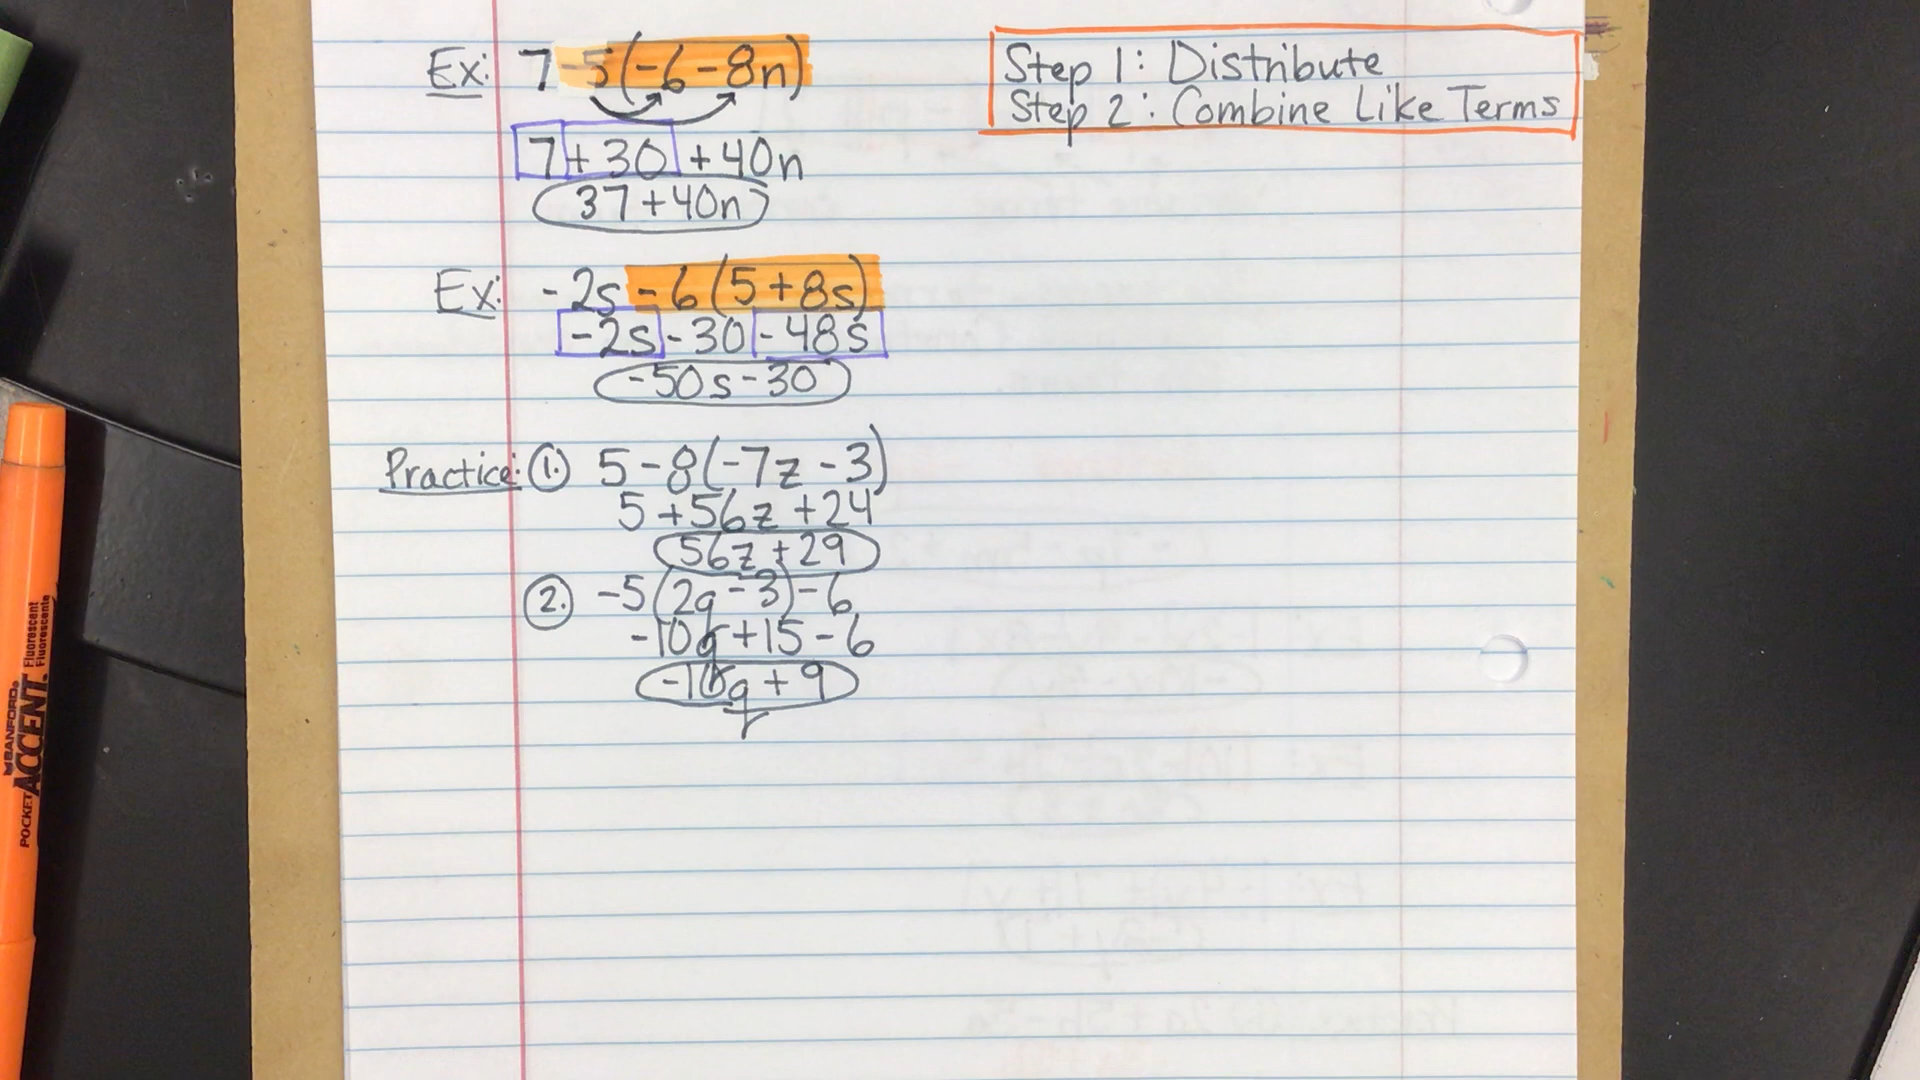 Ex: 7-5(-6-8n)
7+30+40n
37+40n
Step 1: Distribute
Step 2: Combine Like Terms
Ex: -2s-6(5+8s)
-2s-30-48s
-50s-30
Practice: 1. 5-8(-7z-3)
5+56z+24
56z+29
2. -5(2q-3)-6
-10q+15-6
-10q+9
SANFORD®
POCKET ACCENT® Fluorescent
Fluorescente